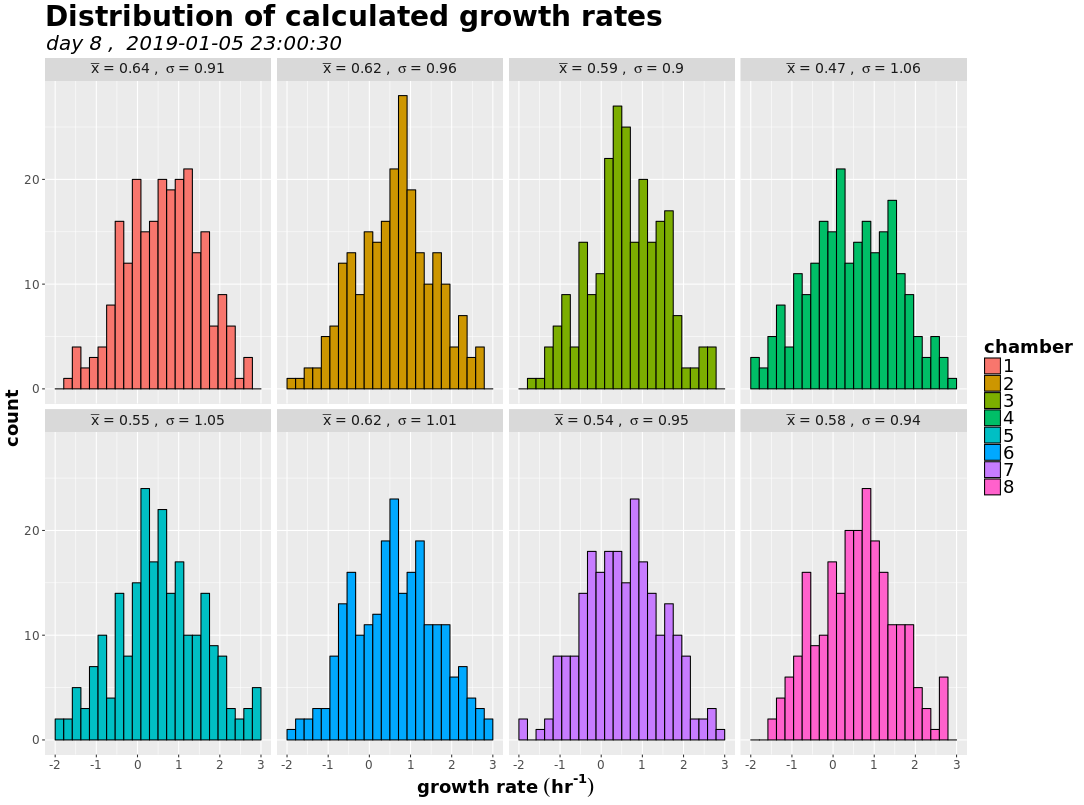 Distribution of calculated growth rates
day 8 ,  2019-01-05 23:00:30
x̅ = 0.64 ,  σ = 0.91
x̅ = 0.62 ,  σ = 0.96
x̅ = 0.59 ,  σ = 0.9
x̅ = 0.47 ,  σ = 1.06
20
10
0
count
x̅ = 0.55 ,  σ = 1.05
x̅ = 0.62 ,  σ = 1.01
x̅ = 0.54 ,  σ = 0.95
x̅ = 0.58 ,  σ = 0.94
20
10
0
-2 -1 0 1 2 3
-2 -1 0 1 2 3
-2 -1 0 1 2 3
-2 -1 0 1 2 3
growth rate (hr⁻¹)
chamber
1
2
3
4
5
6
7
8